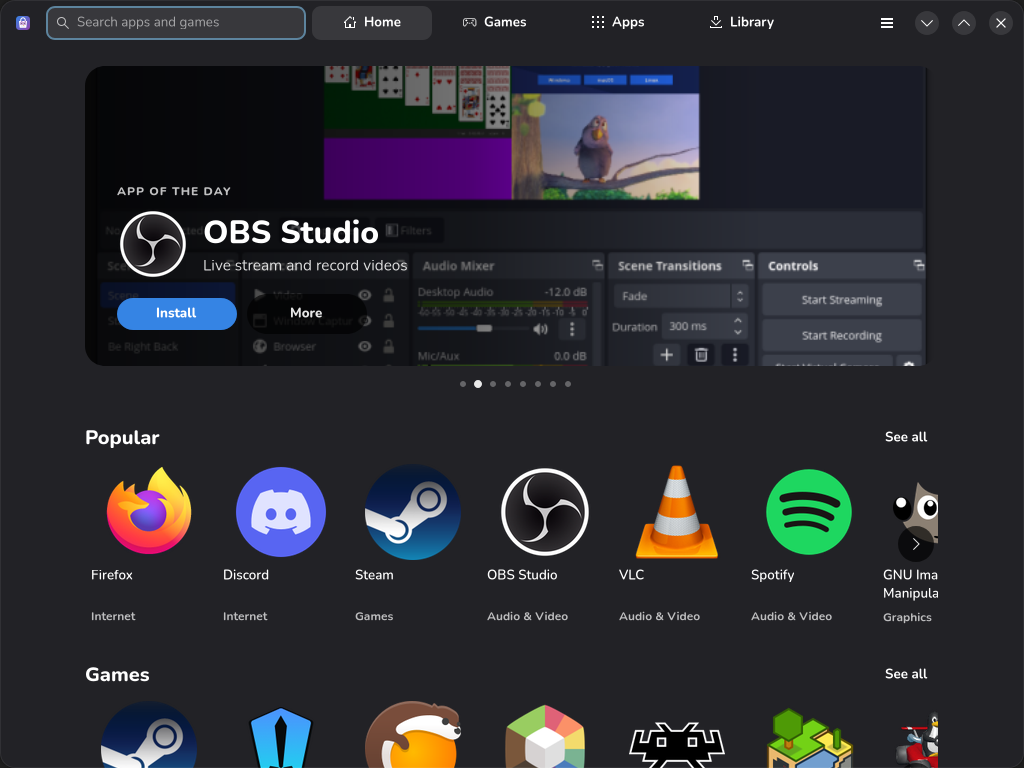 Search apps and games
Home
Games
Apps
Library
APP OF THE DAY
OBS Studio
Live stream and record videos
Install
More
Filters
Audio Mixer
Desktop Audio
-12.0 dB
Mic/Aux
0.0 dB
Video
Browser
Be Right Back
Scene Transitions
Fade
Duration
300 ms
Controls
Start Streaming
Start Recording
Popular
See all
Firefox
Discord
Steam
OBS Studio
VLC
Spotify
GNU Ima
Manipula
Internet
Internet
Games
Audio & Video
Audio & Video
Audio & Video
Graphics
Games
See all